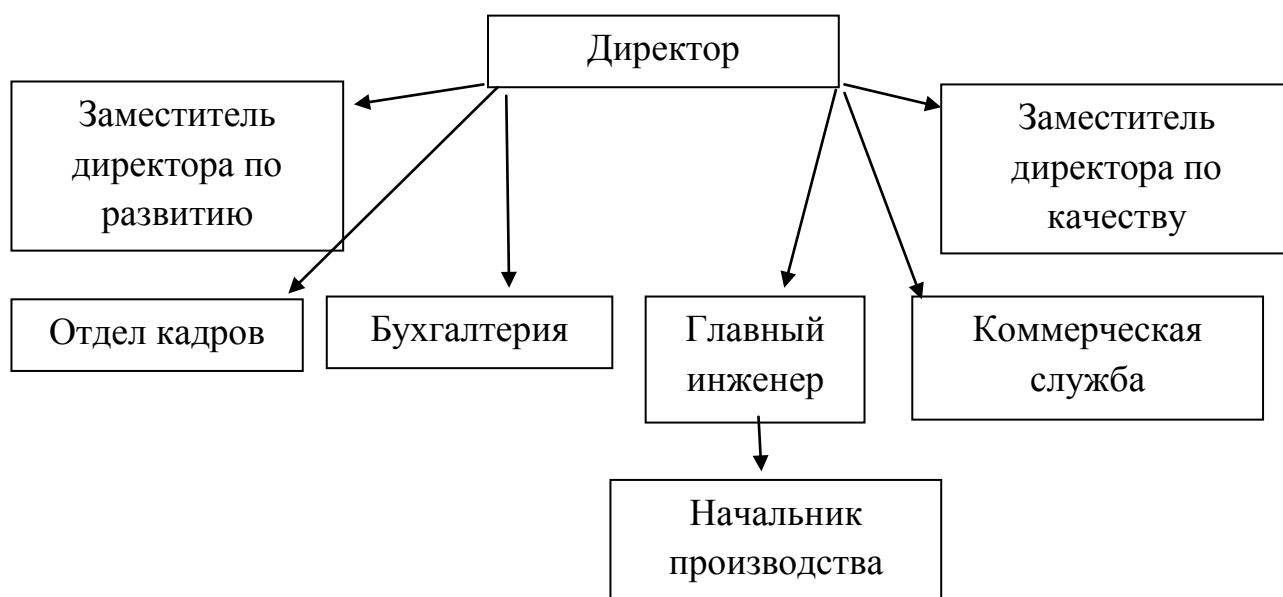 Директор
Заместитель
директора по
развитию
Заместитель
директора по
качеству
Отдел кадров
Бухгалтерия
Главный
инженер
Коммерческая
служба
Начальник
производства